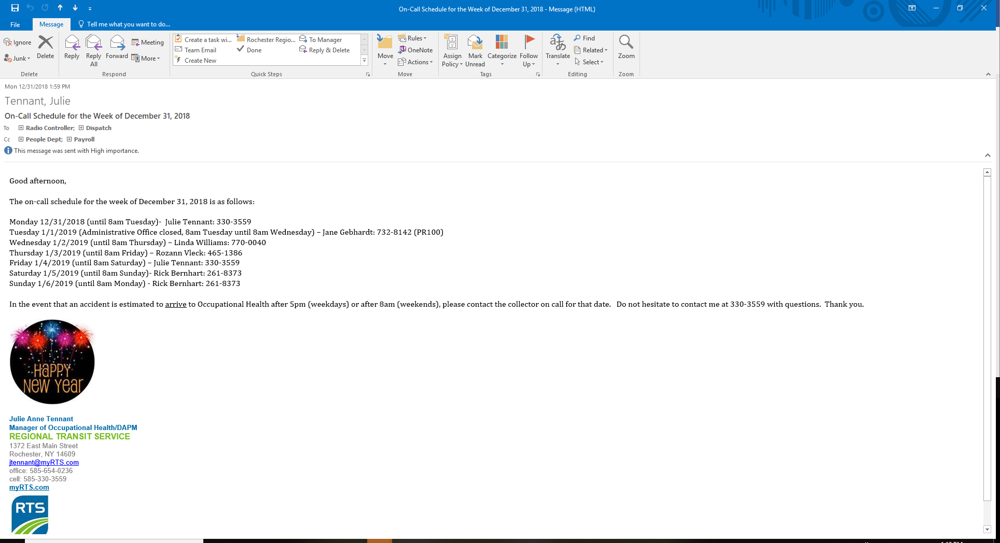 On-Call Schedule for the Week of December 31, 2018 - Message (HTML)
File
Message
Tell me what you want to do...
Ignore
Junk
Delete
Delete
Reply
Reply All
Forward
Meeting
More
Respond
Create a task wi...
Team Email
Create New
Rochester Regio...
Done
To Manager
Reply & Delete
Quick Steps
Move
Rules
OneNote
Actions
Move
Assign Policy
Mark Unread
Categorize
Follow Up
Tags
Translate
Find
Related
Select
Editing
Zoom
Zoom
Mon 12/31/2018 1:59 PM
Tennant, Julie
On-Call Schedule for the Week of December 31, 2018
To Radio Controller; Dispatch
Cc People Dept; Payroll
This message was sent with High importance.
Good afternoon,
The on-call schedule for the week of December 31, 2018 is as follows:
Monday 12/31/2018 (until 8am Tuesday)-  Julie Tennant: 330-3559
Tuesday 1/1/2019 (Administrative Office closed, 8am Tuesday until 8am Wednesday) – Jane Gebhardt: 732-8142 (PR100)
Wednesday 1/2/2019 (until 8am Thursday) – Linda Williams: 770-0040
Thursday 1/3/2019 (until 8am Friday) – Rozann Vleck: 465-1386
Friday 1/4/2019 (until 8am Saturday) – Julie Tennant: 330-3559
Saturday 1/5/2019 (until 8am Sunday)- Rick Bernhart: 261-8373
Sunday 1/6/2019 (until 8am Monday) - Rick Bernhart: 261-8373
In the event that an accident is estimated to arrive to Occupational Health after 5pm (weekdays) or after 8am (weekends), please contact the collector on call for that date.   Do not hesitate to contact me at 330-3559 with questions.  Thank you.
HAPPY
NEW YEAR
Julie Anne Tennant
Manager of Occupational Health/DAPM
REGIONAL TRANSIT SERVICE
1372 East Main Street
Rochester, NY 14609
jtennant@myRTS.com
office: 585-654-0236
cell: 585-330-3559
myRTS.com
RTS